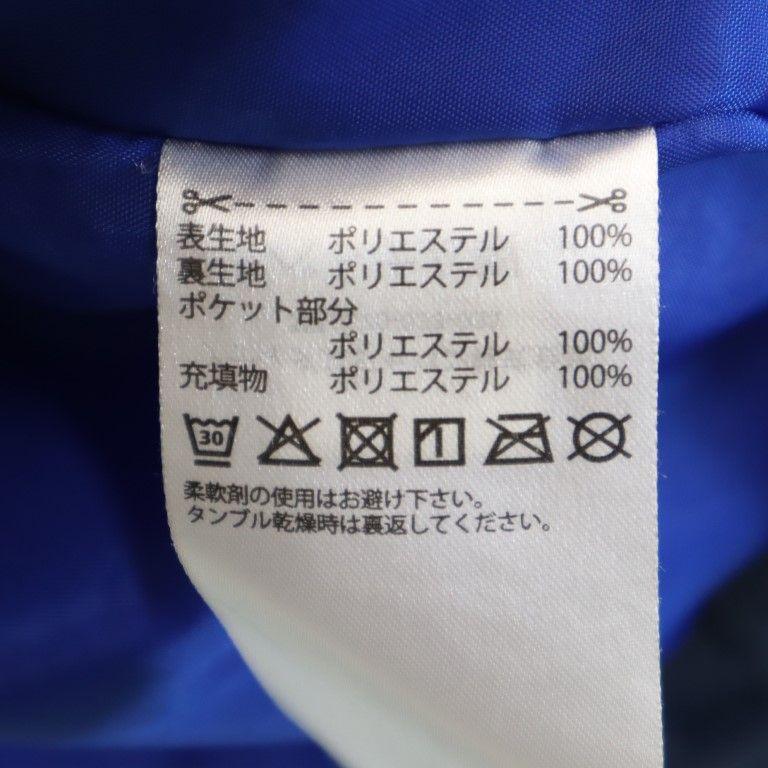 表生地 ポリエステル 100%
裏生地 ポリエステル 100%
ポケット部分
ポリエステル 100%
充填物 ポリエステル 100%
30
柔軟剤の使用はお避け下さい。
タンブル乾燥時は裏返してください。